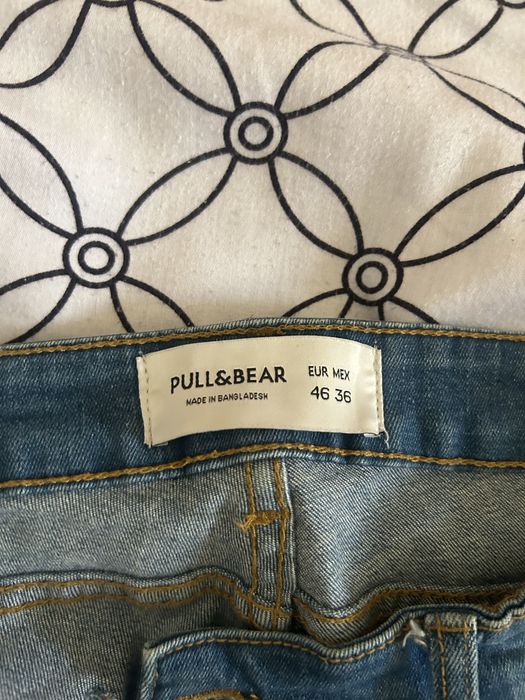 PULL&BEAR
MADE IN BANGLADESH
EUR MEX
46 36